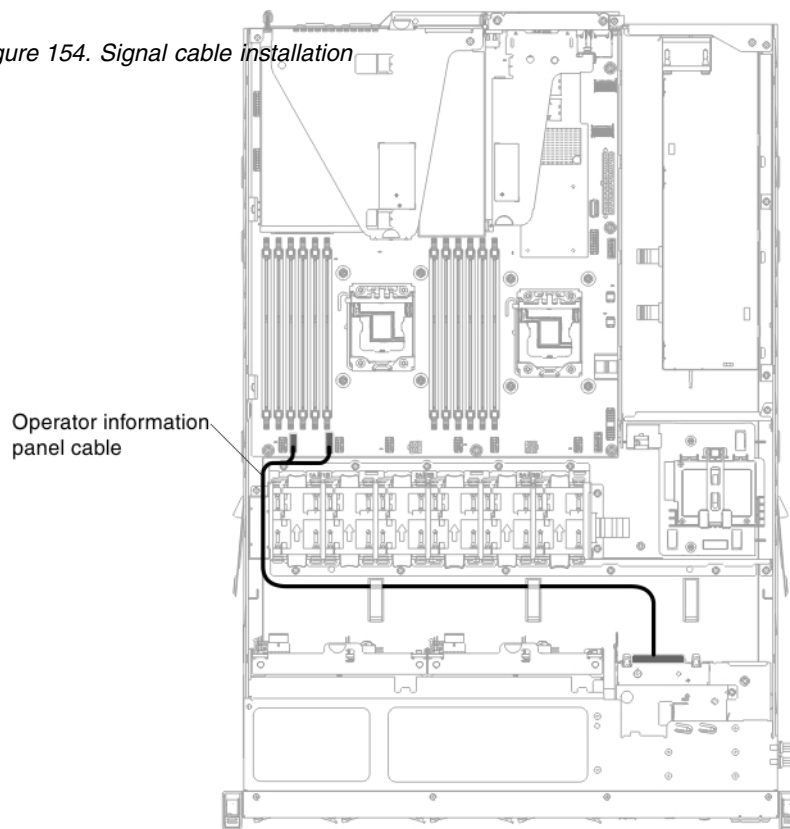 gure 154. Signal cable installation
Operator information
panel cable